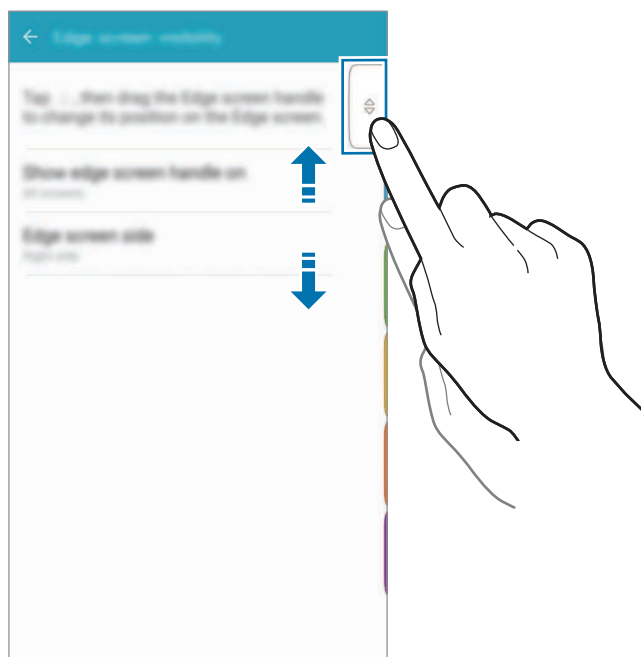 Edge screen visibility
Tap : , then drag the Edge screen handle
to change its position on the Edge screen.
Show edge screen handle on
All screens
Edge screen side
Right side